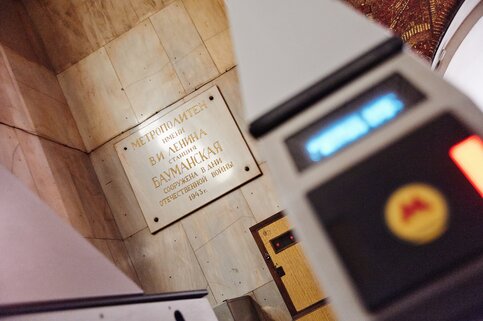 МЕТРОПОЛИТЕН
ИМЕНИ
В.И.ЛЕНИНА
СТАНЦИЯ
БАУМАНСКАЯ
СООРУЖЕНА В ДНИ
ОТЕЧЕСТВЕННОЙ ВОЙНЫ
1943 г.
М